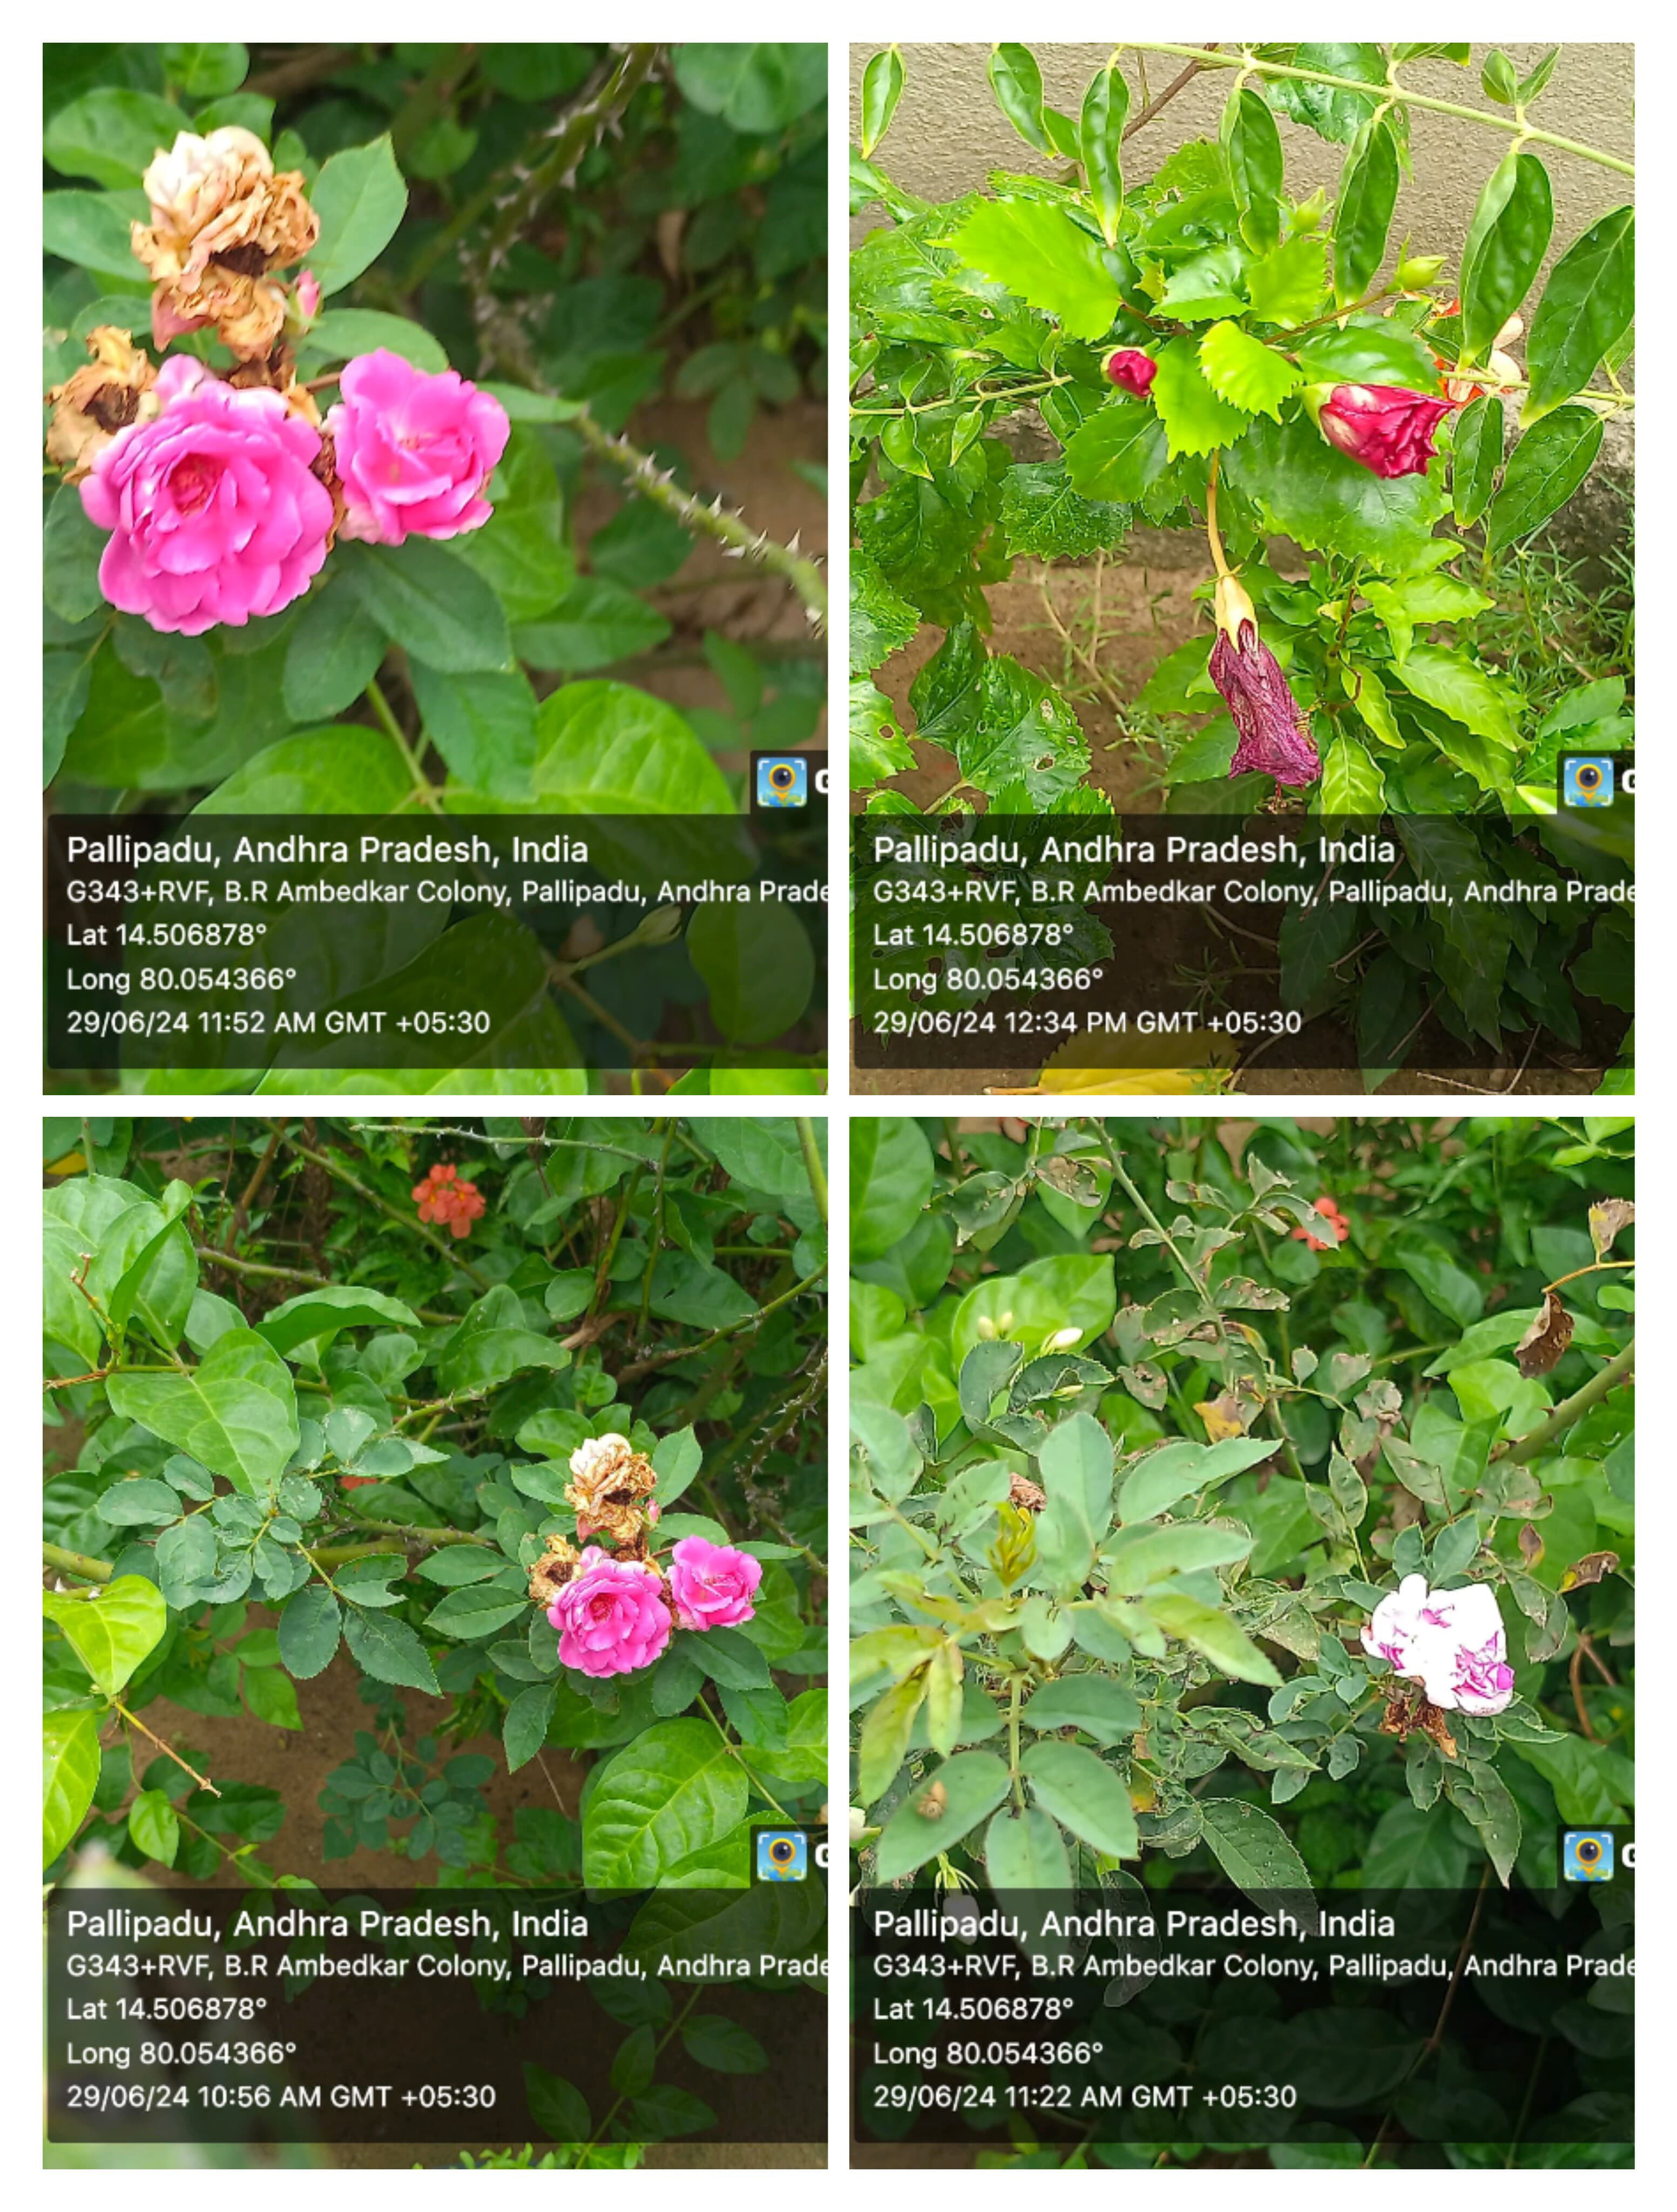 G
Pallipadu, Andhra Pradesh, India
G343+RVF, B.R Ambedkar Colony, Pallipadu, Andhra Prade
Lat 14.506878°
Long 80.054366°
29/06/24 11:52 AM GMT +05:30
G
Pallipadu, Andhra Pradesh, India
G343+RVF, B.R Ambedkar Colony, Pallipadu, Andhra Prade
Lat 14.506878°
Long 80.054366°
29/06/24 12:34 PM GMT +05:30
G
Pallipadu, Andhra Pradesh, India
G343+RVF, B.R Ambedkar Colony, Pallipadu, Andhra Prade
Lat 14.506878°
Long 80.054366°
29/06/24 10:56 AM GMT +05:30
G
Pallipadu, Andhra Pradesh, India
G343+RVF, B.R Ambedkar Colony, Pallipadu, Andhra Prade
Lat 14.506878°
Long 80.054366°
29/06/24 11:22 AM GMT +05:30